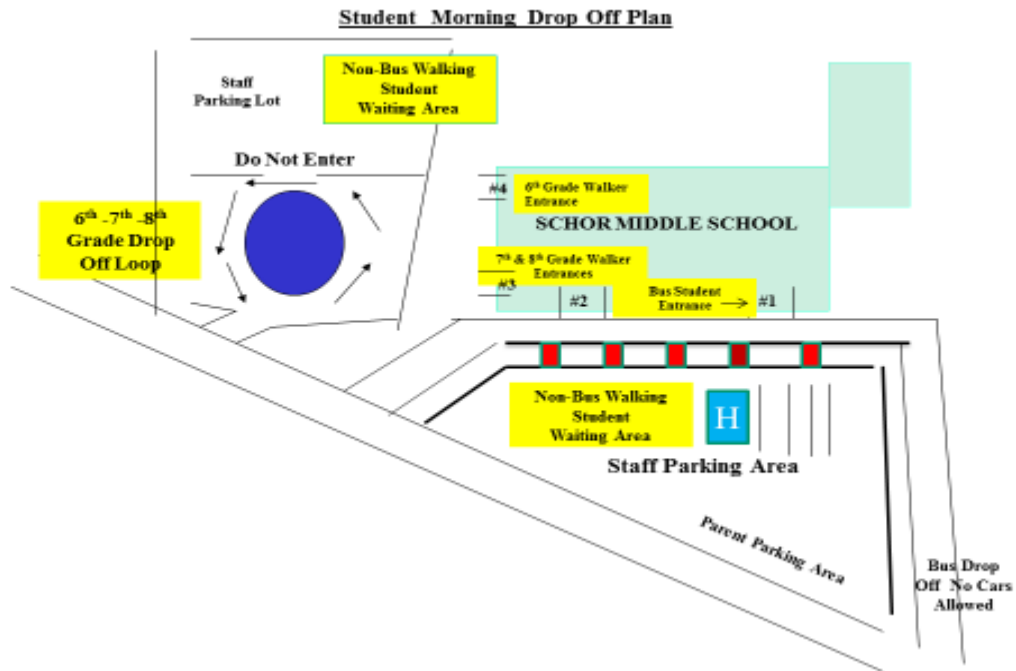 Student Morning Drop Off Plan
Staff
Parking Lot
Non-Bus Walking
Student
Waiting Area
Do Not Enter
6th -7th -8th
Grade Drop
Off Loop
#4
6th Grade Walker
Entrance
SCHOR MIDDLE SCHOOL
7th & 8th Grade Walker
Entrances
#3
#2
Bus Student
Entrance
#1
Non-Bus Walking
Student
Waiting Area
H
Staff Parking Area
Parent Parking Area
Bus Drop
Off No Cars
Allowed